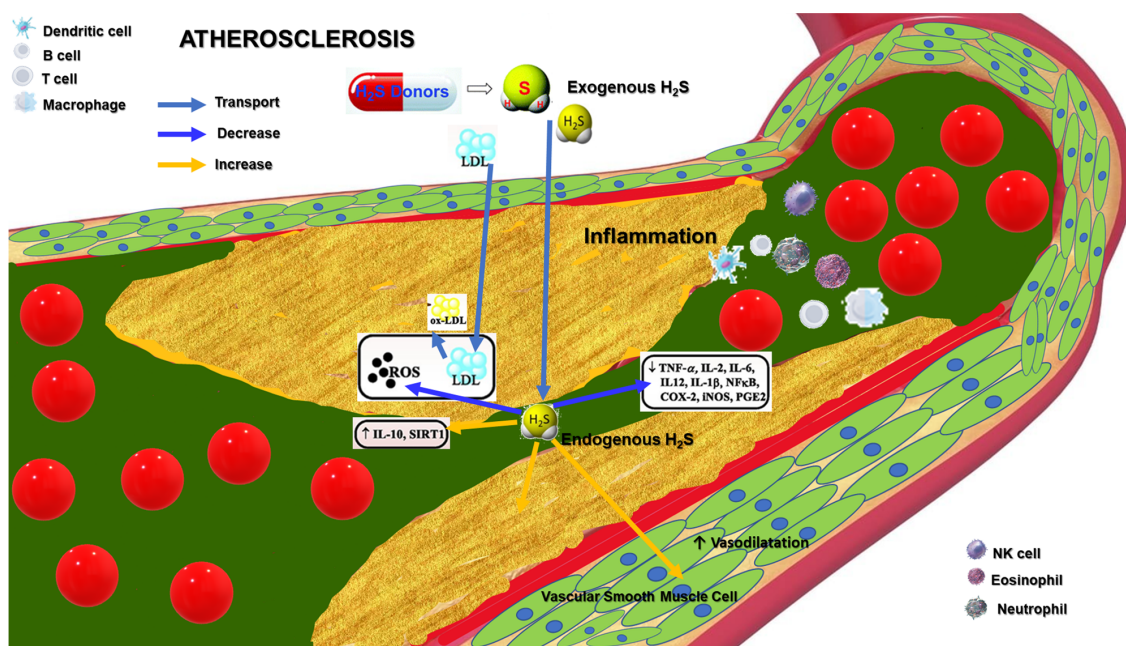 Dendritic cell
B cell
T cell
Macrophage
ATHEROSCLEROSIS
Transport
Decrease
Increase
H₂S Donors
S
H H
Exogenous H₂S
H₂S
LDL
Inflammation
ox-LDL
ROS
LDL
↓ TNF-α, IL-2, IL-6,
IL12, IL-1β, NFκB,
COX-2, iNOS, PGE2
↑ IL-10, SIRT1
H₂S
Endogenous H₂S
↑ Vasodilatation
Vascular Smooth Muscle Cell
NK cell
Eosinophil
Neutrophil